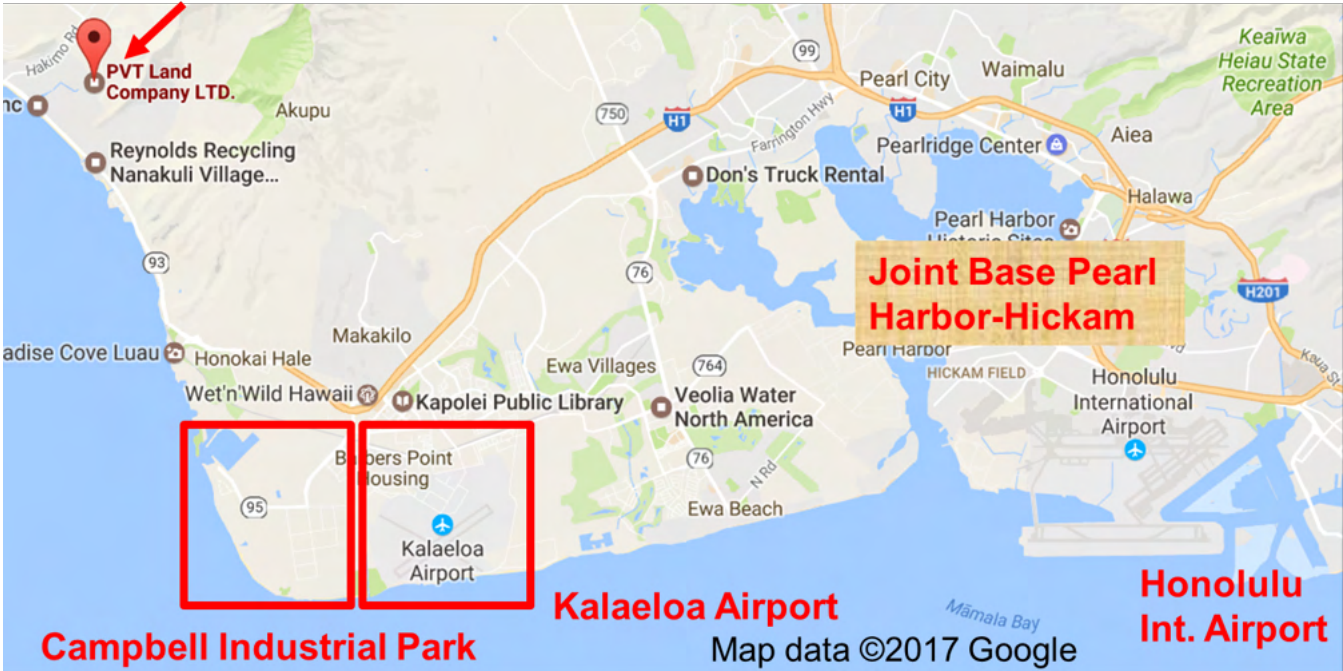 Hakimo Rd
PVT Land
Company LTD.
nc
Akupu
Reynolds Recycling
Nanakuli Village...
99
Pearl City
Waimalu
Keaīwa
Heiau State
Recreation
Area
750
H1
Farrington Hwy
H1
Pearlridge Center
Aiea
Don's Truck Rental
Halawa
Pearl Harbor
Historic Sites
93
76
Joint Base Pearl
Harbor-Hickam
H201
Makakilo
adise Cove Luau
Honokai Hale
Ewa Villages
764
Pearl Harbor
HICKAM FIELD
Wet'n'Wild Hawaii
Kapolei Public Library
Veolia Water
North America
Honolulu
International
Airport
Barbers Point
Housing
76
N Rd
95
Ewa Beach
Kalaeloa
Airport
Kalaeloa Airport
Māmala Bay
Honolulu
Int. Airport
Campbell Industrial Park
Map data ©2017 Google